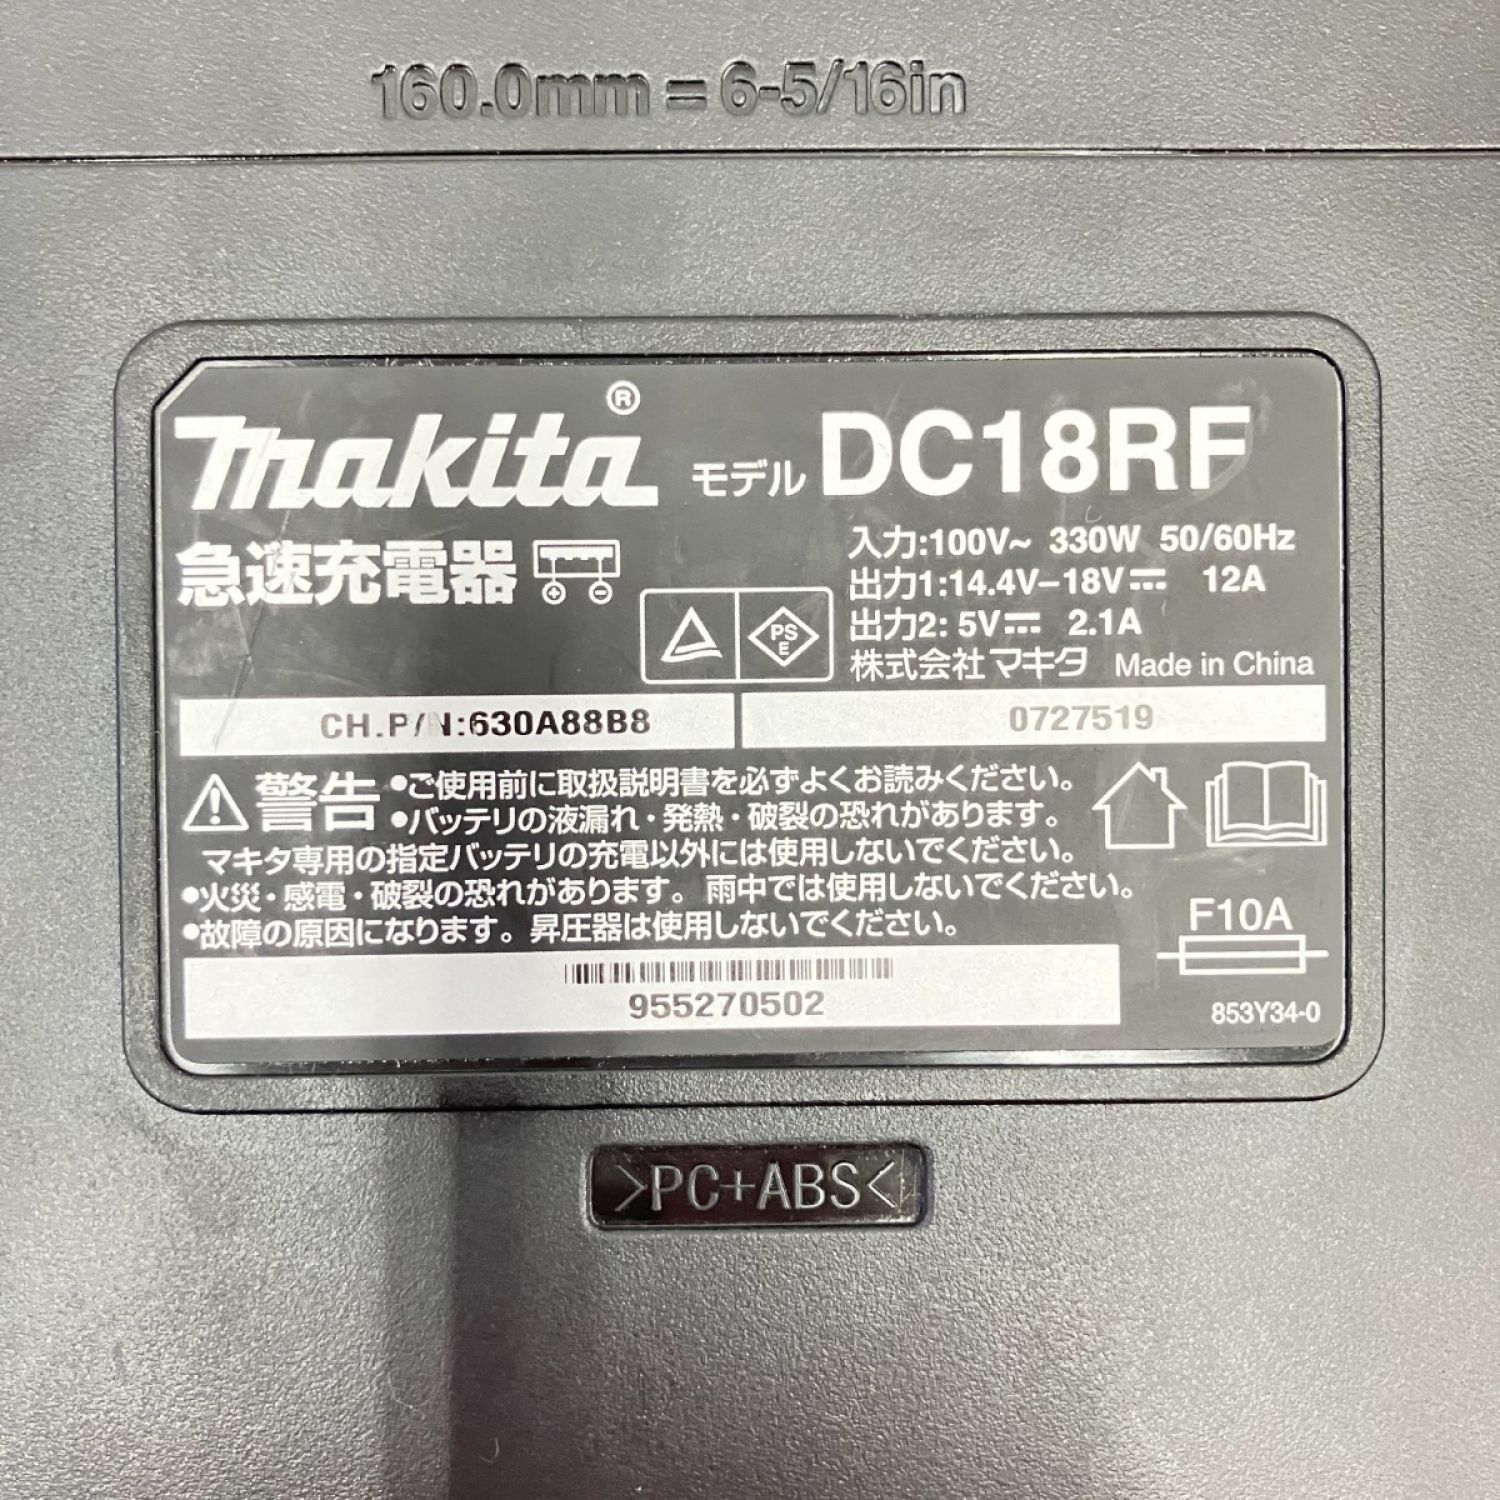 160.0mm = 6-5/16in
makita® モデル DC18RF
急速充電器
入力:100V~ 330W 50/60Hz
出力1:14.4V–18V⎓ 12A
出力2: 5V⎓ 2.1A
PS
E
株式会社マキタ Made in China
CH.P/N:630A88B8 0727519
警告 •ご使用前に取扱説明書を必ずよくお読みください。
•バッテリの液漏れ・発熱・破裂の恐れがあります。
マキタ専用の指定バッテリの充電以外には使用しないでください。
•火災・感電・破裂の恐れがあります。雨中では使用しないでください。
•故障の原因になります。昇圧器は使用しないでください。
F10A
955270502
853Y34-0
>PC+ABS<